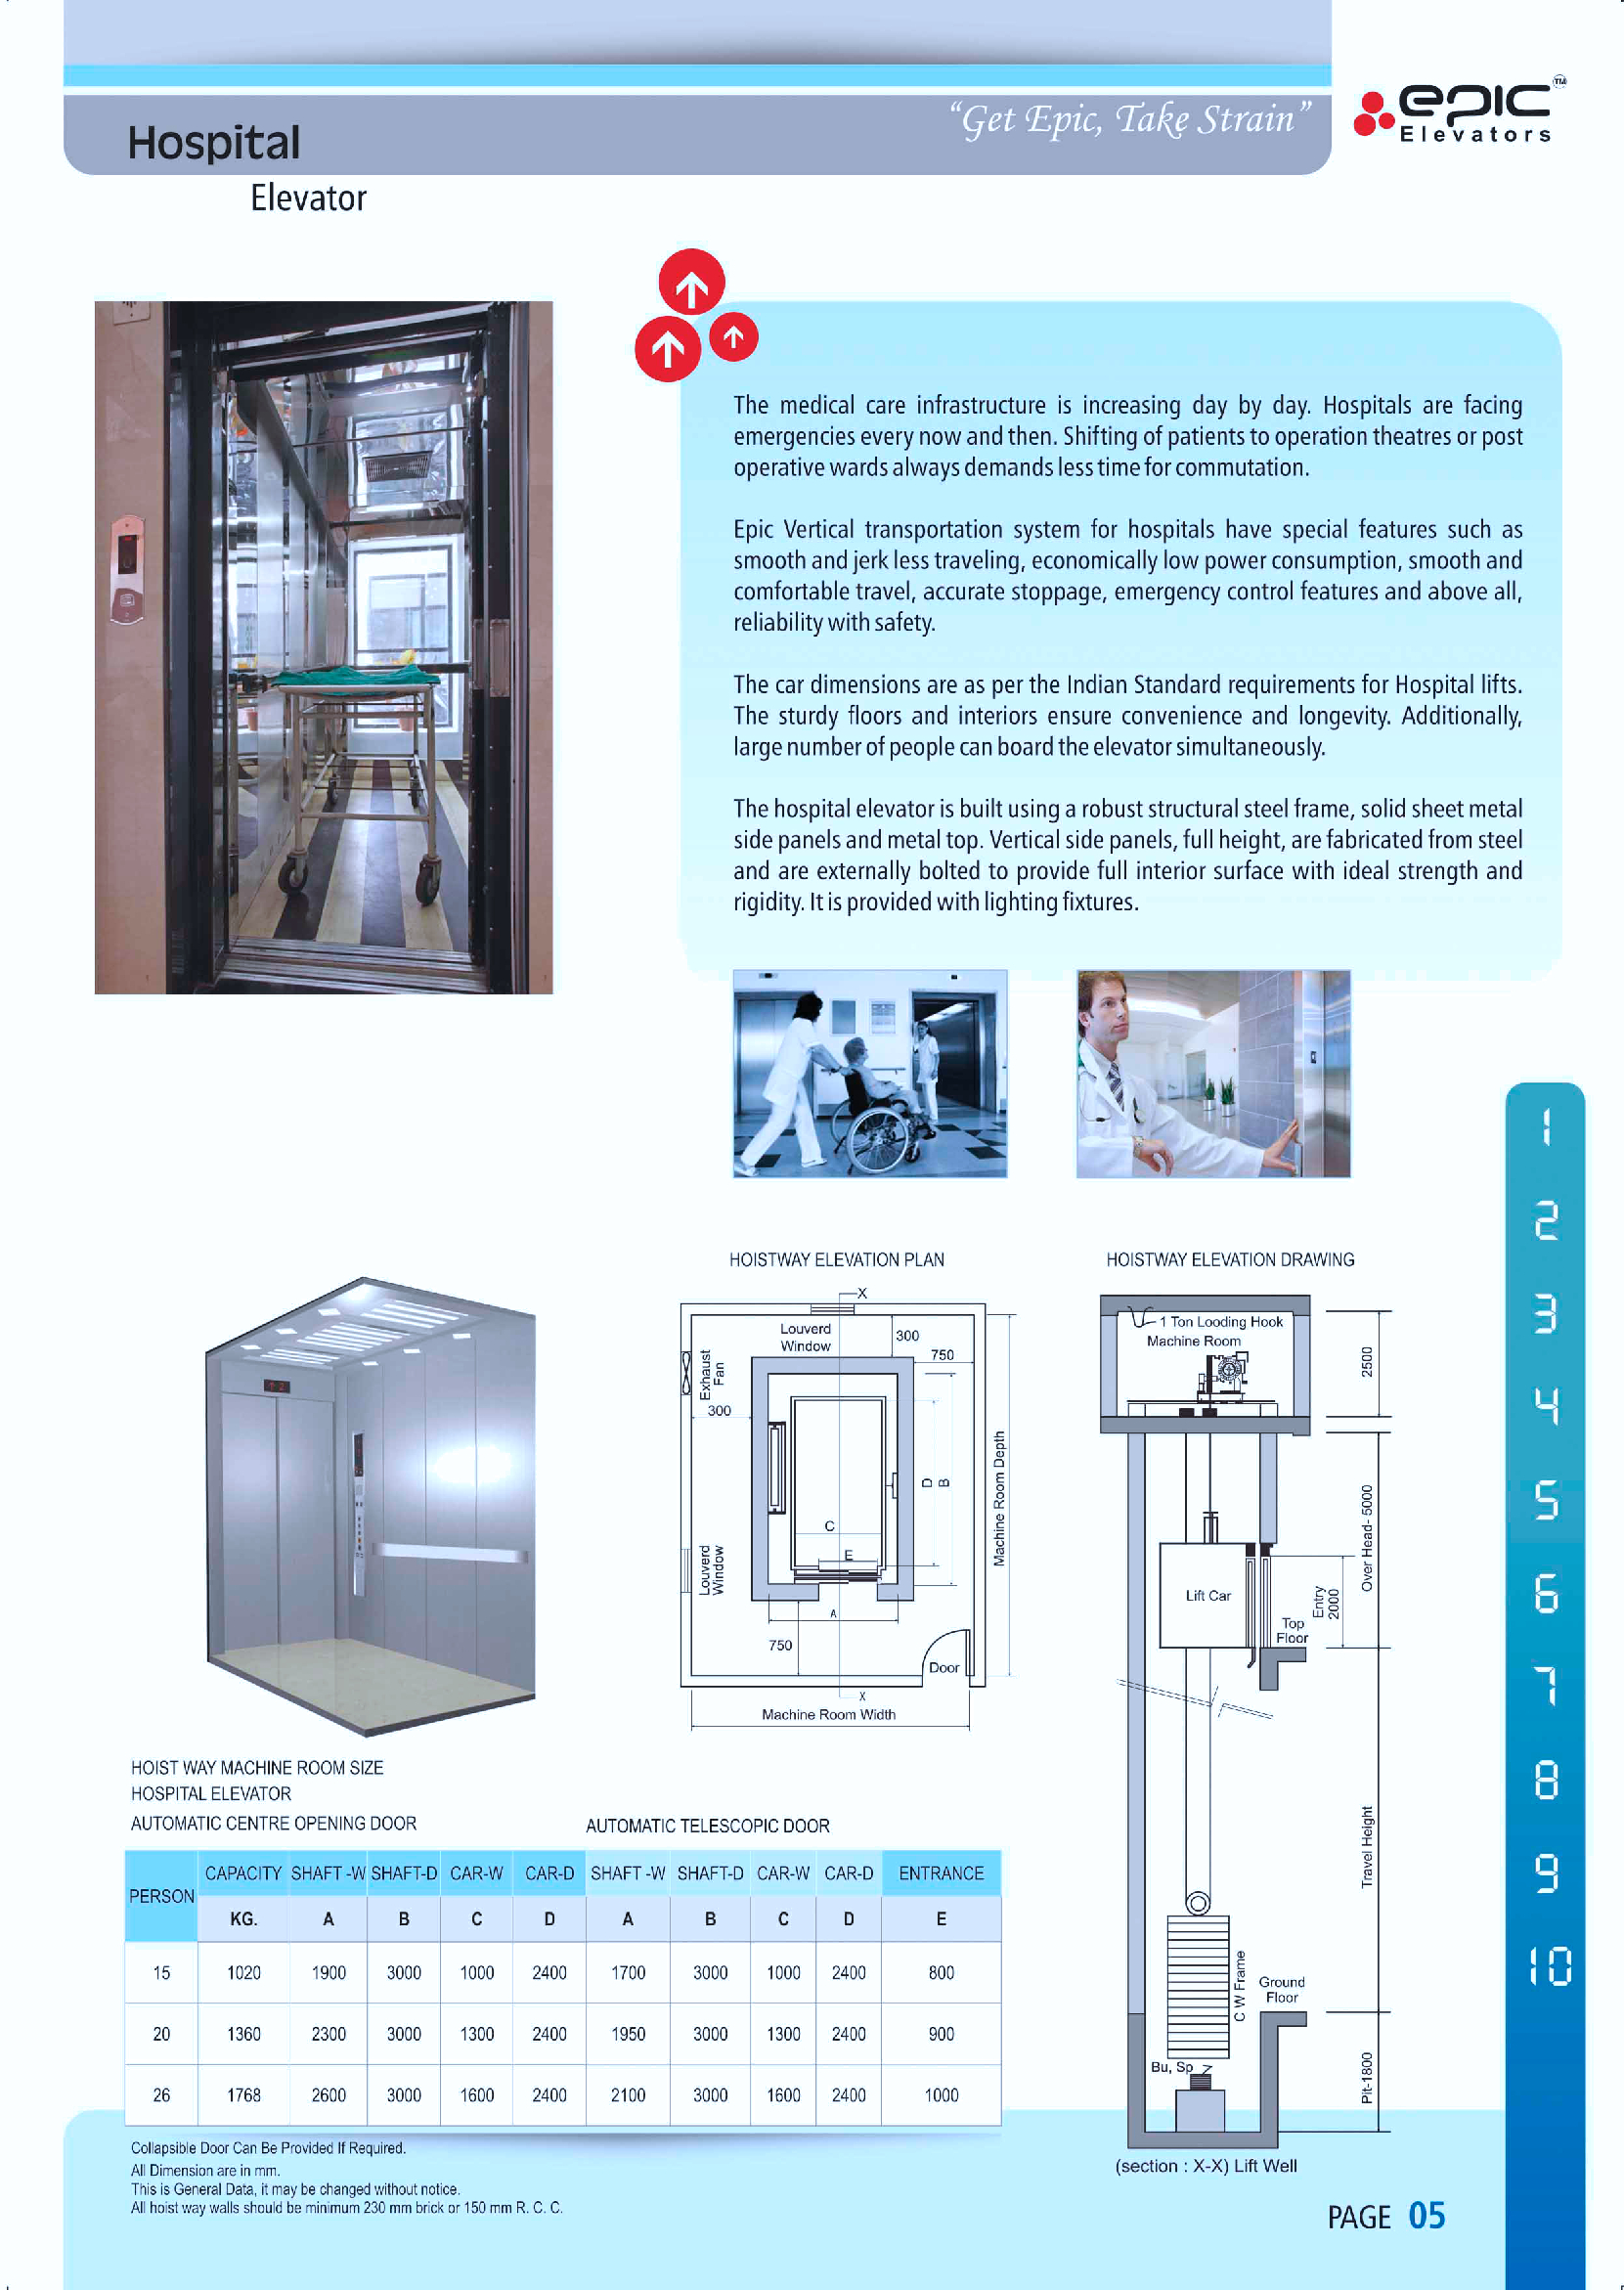 "Get Epic, Take Strain"
epic TM
Elevators
Hospital
Elevator
The medical care infrastructure is increasing day by day. Hospitals are facing
emergencies every now and then. Shifting of patients to operation theatres or post
operative wards always demands less time for commutation.
Epic Vertical transportation system for hospitals have special features such as
smooth and jerk less traveling, economically low power consumption, smooth and
comfortable travel, accurate stoppage, emergency control features and above all,
reliability with safety.
The car dimensions are as per the Indian Standard requirements for Hospital lifts.
The sturdy floors and interiors ensure convenience and longevity. Additionally,
large number of people can board the elevator simultaneously.
The hospital elevator is built using a robust structural steel frame, solid sheet metal
side panels and metal top. Vertical side panels, full height, are fabricated from steel
and are externally bolted to provide full interior surface with ideal strength and
rigidity. It is provided with lighting fixtures.
1
2
3
4
5
6
7
8
9
10
HOISTWAY ELEVATION PLAN
X
Louverd
Window
300
750
Exhaust
Fan
300
D
B
Machine Room Depth
C
E
Louverd
Window
A
750
Door
X
Machine Room Width
HOISTWAY ELEVATION DRAWING
1 Ton Looding Hook
Machine Room
2500
Over Head- 5000
Lift Car
Entry
2000
Top
Floor
Travel Height
C W Frame
Ground
Floor
Bu, Sp
Pit-1800
(section : X-X) Lift Well
HOIST WAY MACHINE ROOM SIZE
HOSPITAL ELEVATOR
AUTOMATIC CENTRE OPENING DOOR AUTOMATIC TELESCOPIC DOOR
PERSON CAPACITY SHAFT -W SHAFT-D CAR-W CAR-D SHAFT -W SHAFT-D CAR-W CAR-D ENTRANCE
KG. A B C D A B C D E
15 1020 1900 3000 1000 2400 1700 3000 1000 2400 800
20 1360 2300 3000 1300 2400 1950 3000 1300 2400 900
26 1768 2600 3000 1600 2400 2100 3000 1600 2400 1000
Collapsible Door Can Be Provided If Required.
All Dimension are in mm.
This is General Data, it may be changed without notice.
All hoist way walls should be minimum 230 mm brick or 150 mm R. C. C.
PAGE 05